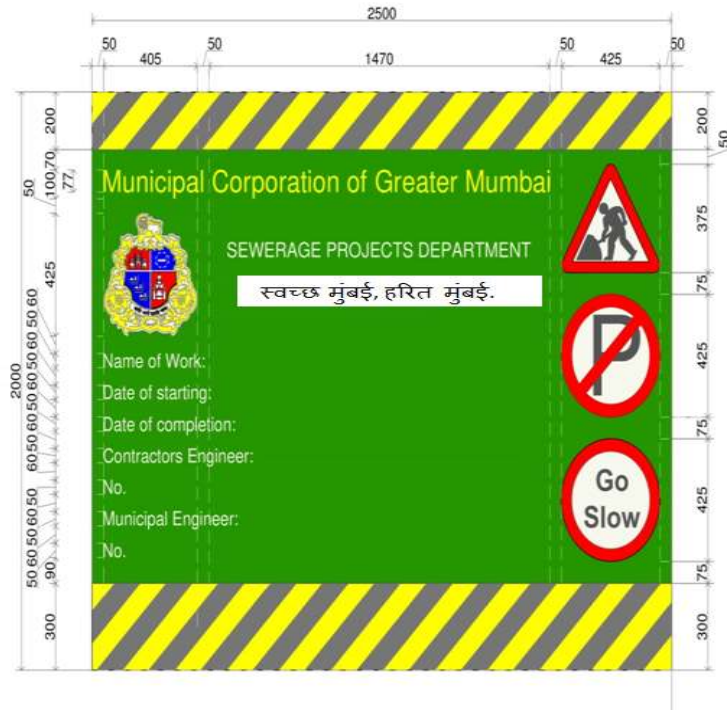 2500
50 405 50 1470 50 425 50
Municipal Corporation of Greater Mumbai
SEWERAGE PROJECTS DEPARTMENT
स्वच्छ मुंबई, हरित मुंबई.
Name of Work:
Date of starting:
Date of completion:
Contractors Engineer:
No.
Municipal Engineer:
No.
P
Go
Slow
2000
200
70
100
77
50
425
50 60 50 60 50 60 50 60 50 60 50 60 50 60
90
300
200
50
375
75
425
75
425
75
300